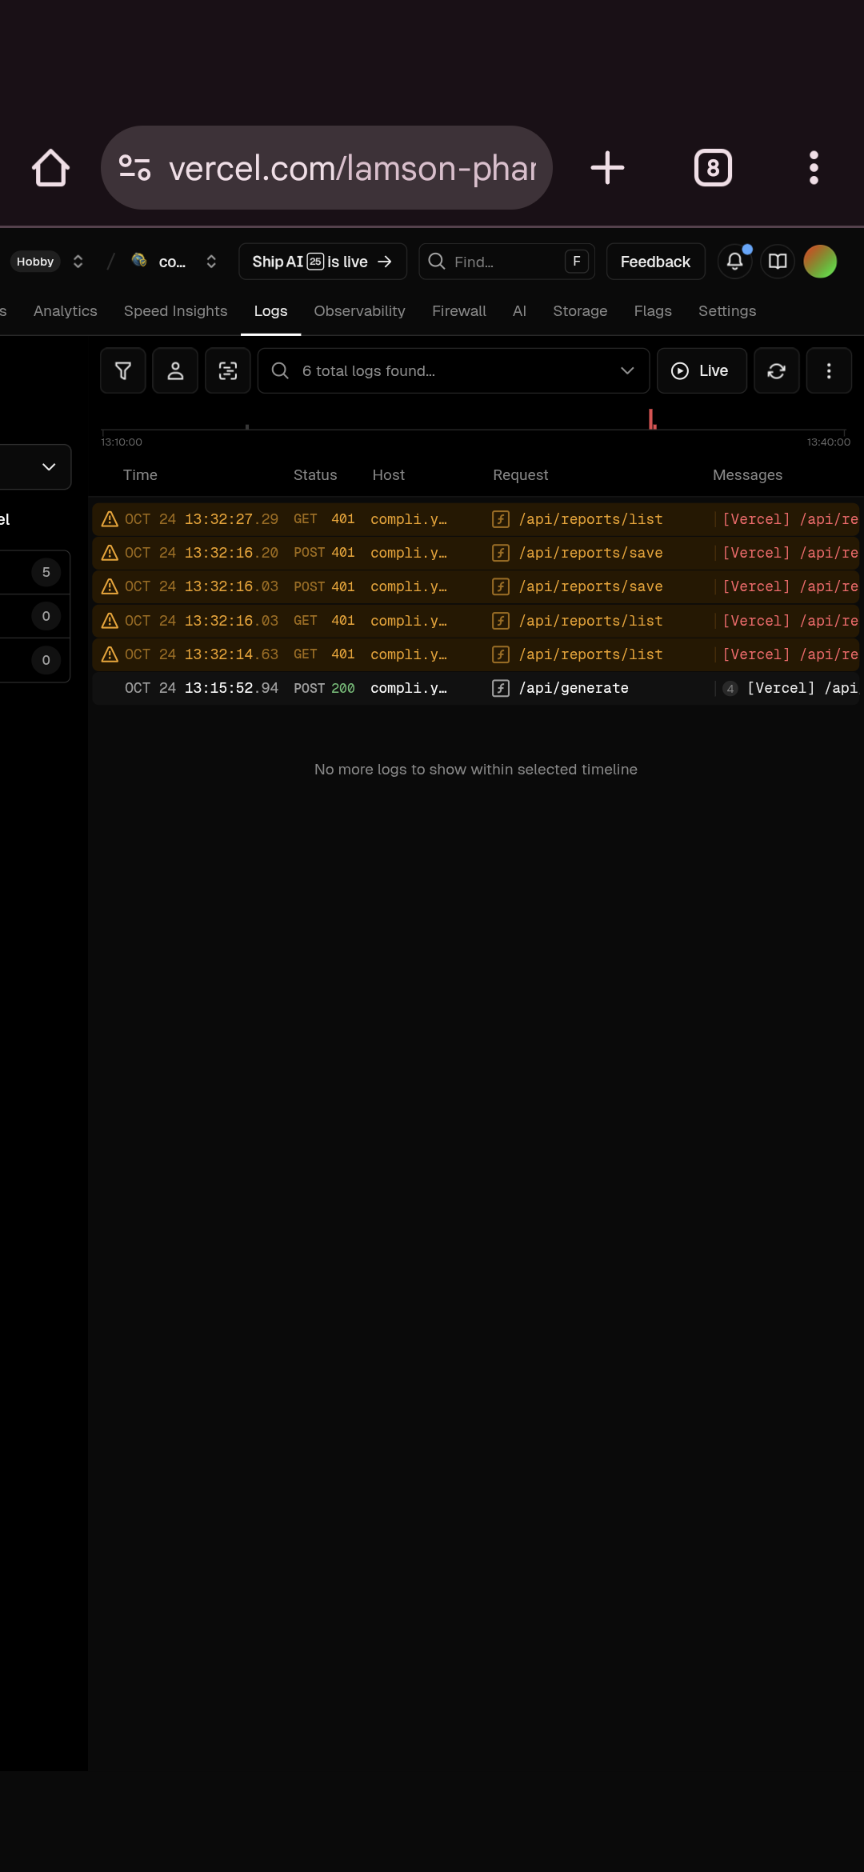 vercel.com/lamson-phar
8
Hobby / co... Ship AI 25 is live → Find... F Feedback
s Analytics Speed Insights Logs Observability Firewall AI Storage Flags Settings
6 total logs found... Live
13:10:00 13:40:00
Time Status Host Request Messages
el
5
0
0
OCT 24 13:32:27.29 GET 401 compli.y… /api/reports/list [Vercel] /api/re
OCT 24 13:32:16.20 POST 401 compli.y… /api/reports/save [Vercel] /api/re
OCT 24 13:32:16.03 POST 401 compli.y… /api/reports/save [Vercel] /api/re
OCT 24 13:32:16.03 GET 401 compli.y… /api/reports/list [Vercel] /api/re
OCT 24 13:32:14.63 GET 401 compli.y… /api/reports/list [Vercel] /api/re
OCT 24 13:15:52.94 POST 200 compli.y… /api/generate 4 [Vercel] /api
No more logs to show within selected timeline